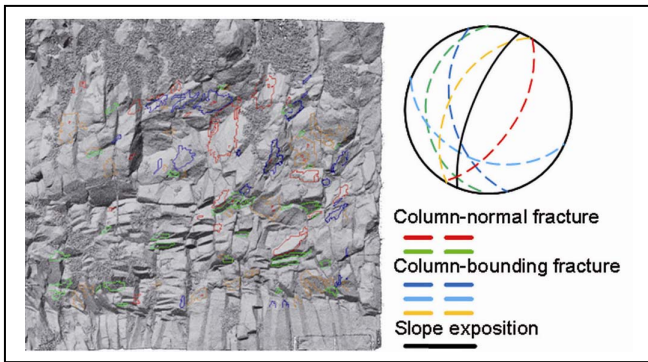 Column-normal fracture
Column-bounding fracture
Slope exposition